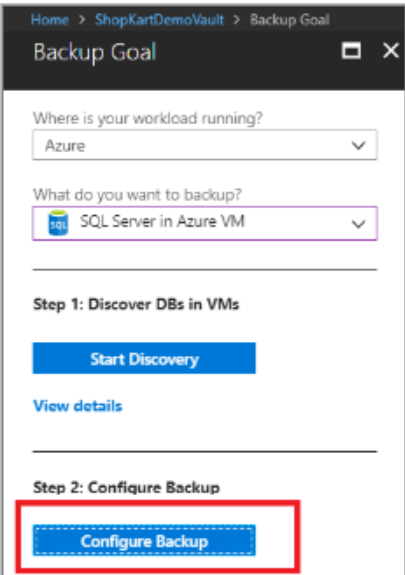 Home > ShopKartDemoVault > Backup Goal
Backup Goal
Where is your workload running?
Azure
What do you want to backup?
SQL SQL Server in Azure VM
Step 1: Discover DBs in VMs
Start Discovery
View details
Step 2: Configure Backup
Configure Backup